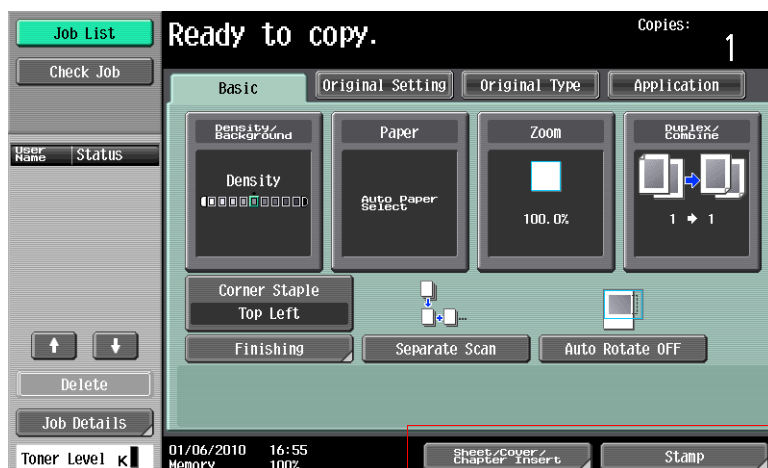 Job List
Check Job
User
Name
Status
Delete
Job Details
Toner Level K
Ready to copy.
Copies:
1
Basic
Original Setting
Original Type
Application
Density/
Background
Density
Paper
Auto Paper
Select
Zoom
100.0%
Duplex/
Combine
1 → 1
Corner Staple
Top Left
Finishing
Separate Scan
Auto Rotate OFF
01/06/2010 16:55
Memory 100%
Sheet/Cover/
Chapter Insert
Stamp